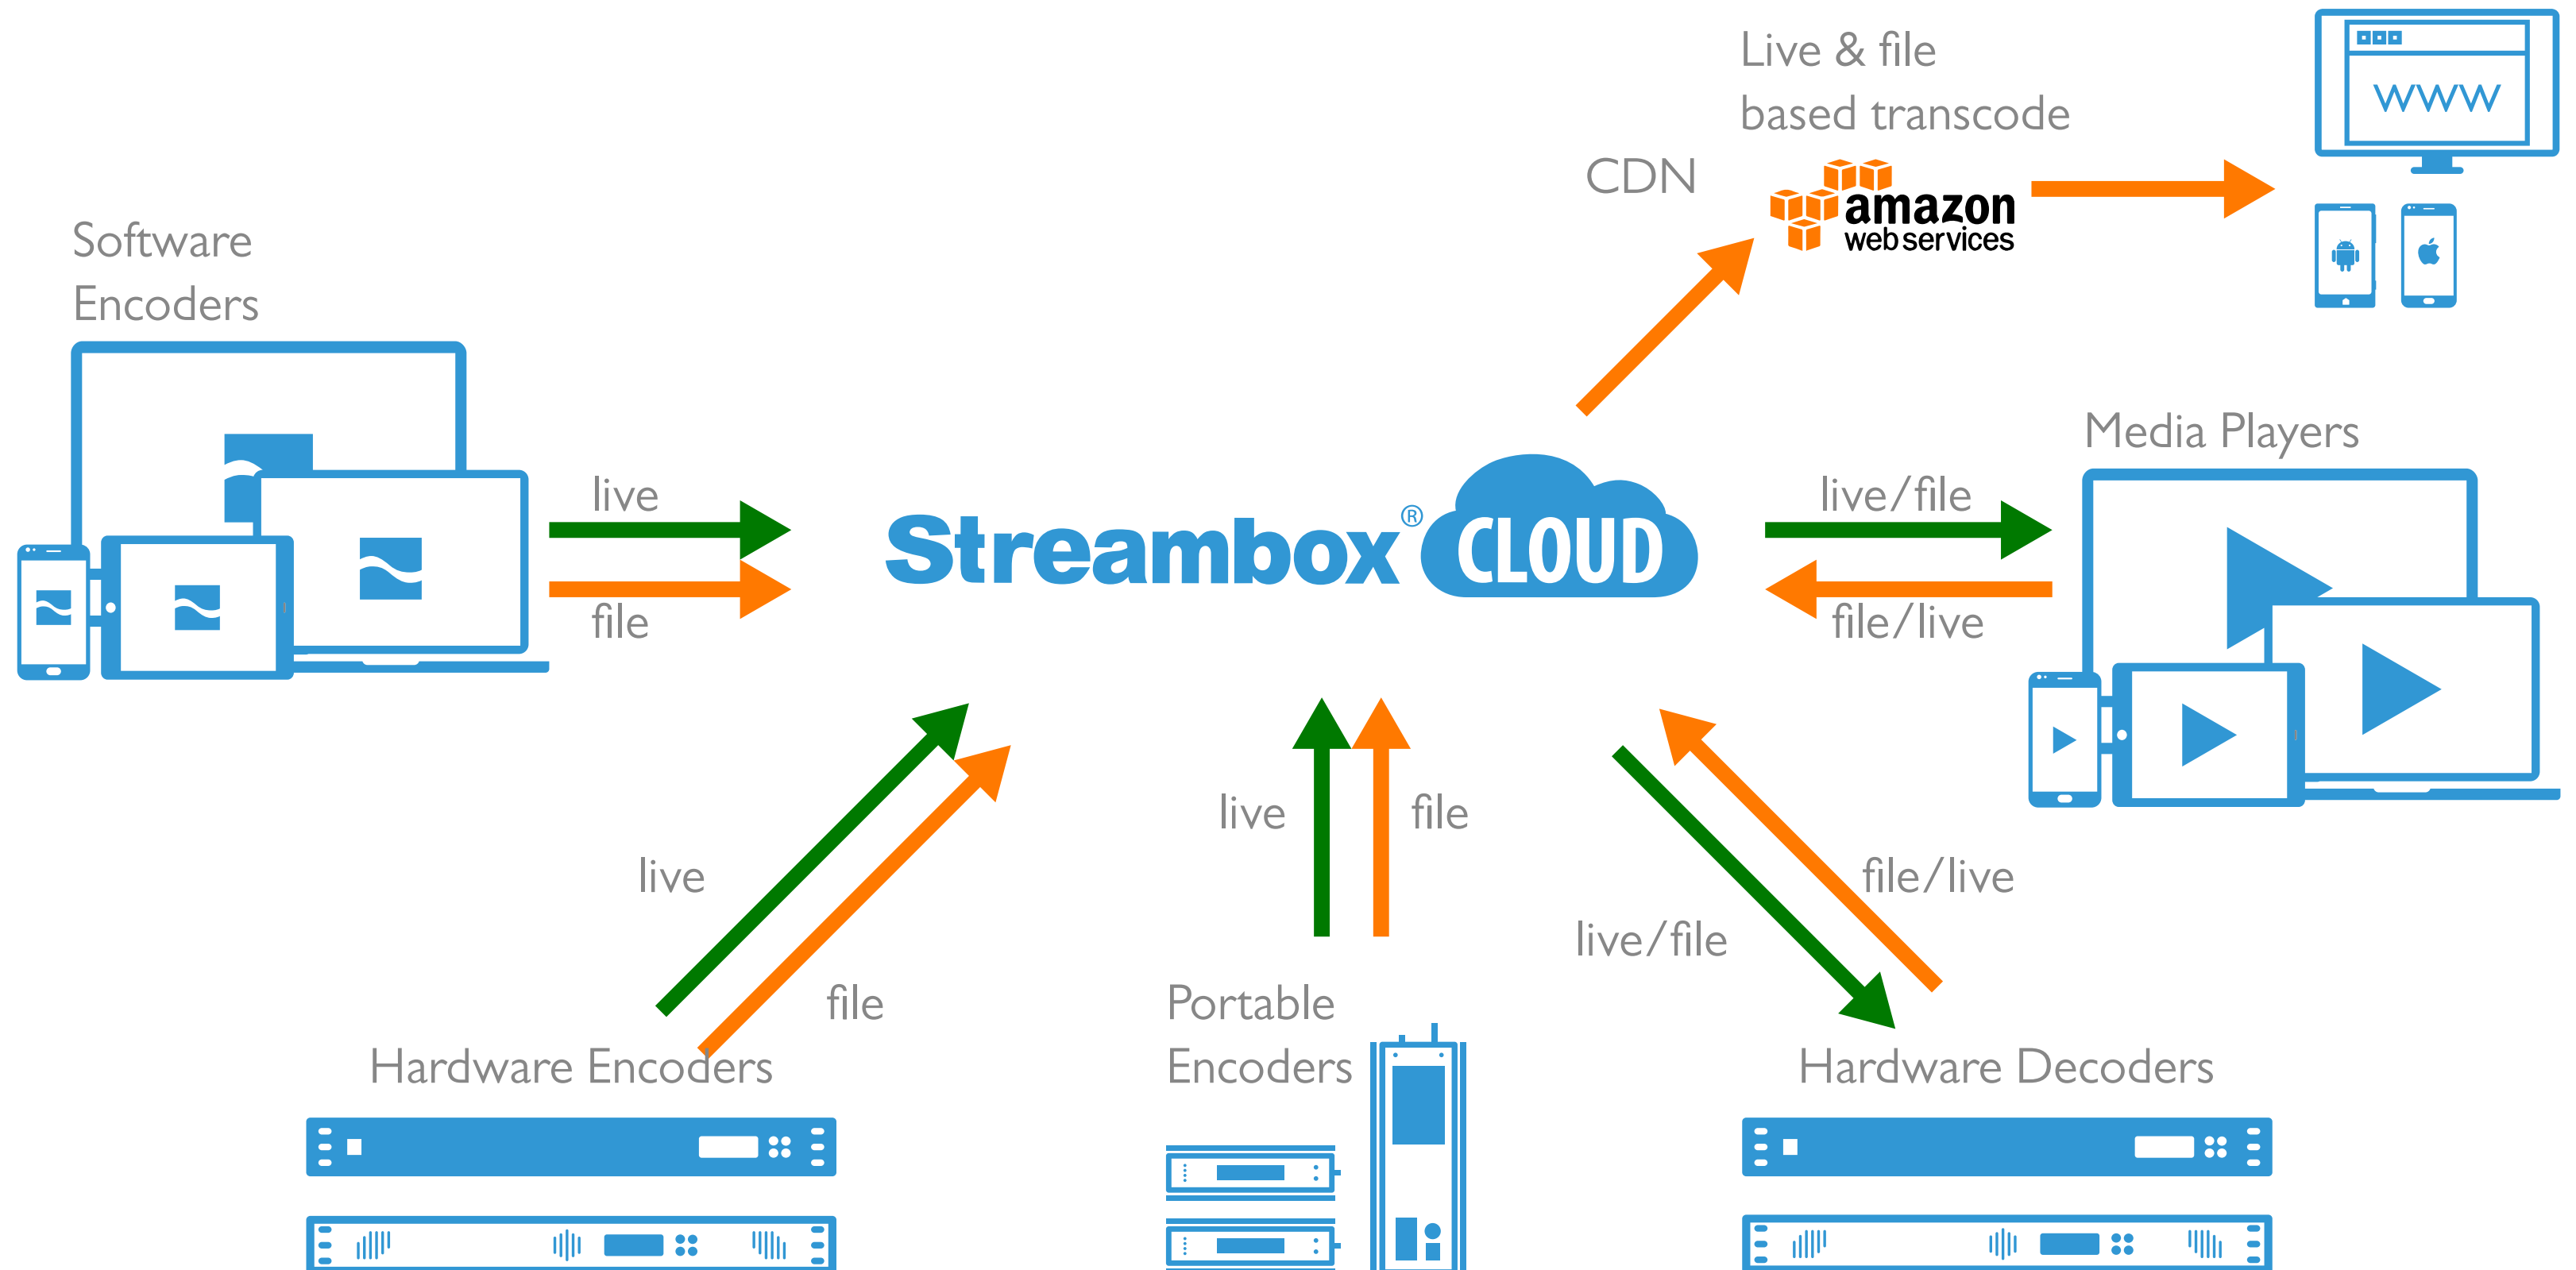 Live & file
based transcode
CDN
amazon
web services
WWW
Software
Encoders
live
file
Streambox® CLOUD
Media Players
live/file
file/live
live
file
live
file
live/file
file/live
Hardware Encoders
Portable
Encoders
Hardware Decoders